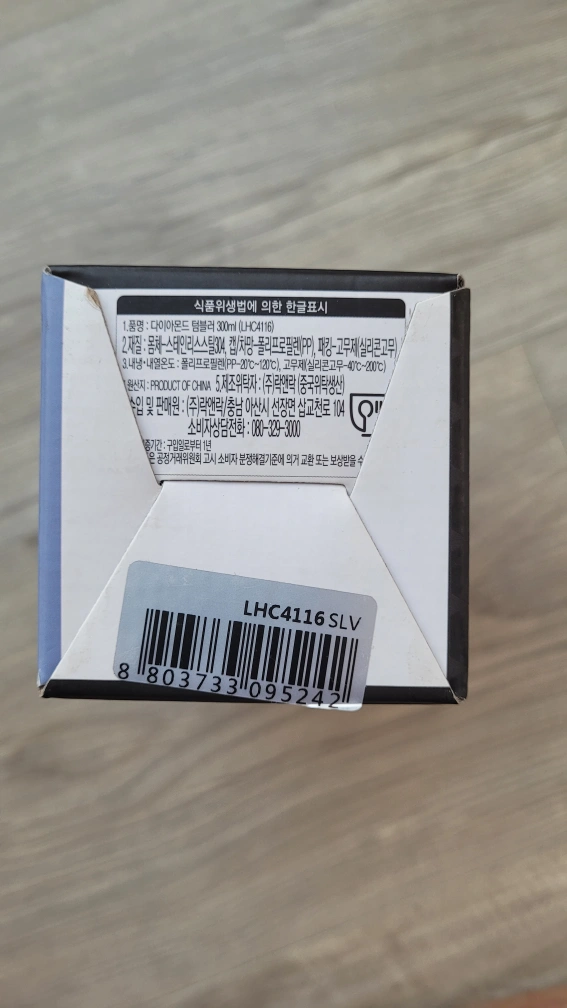 식품위생법에 의한 한글표시
1.품명 : 다이아몬드 텀블러 300ml (LHC4116)
2.재질 : 몸체-스테인리스스틸304, 캡/차망-폴리프로필렌(PP), 패킹-고무제(실리콘고무)
3.내냉·내열온도 : 폴리프로필렌(PP-20℃~120℃), 고무제(실리콘고무-40℃~200℃)
원산지 : PRODUCT OF CHINA 5.제조위탁자 : (주)락앤락 (중국위탁생산)
수입 및 판매원 : (주)락앤락/충남 아산시 선장면 삽교천로 104
소비자상담전화 : 080-329-3000
증기간 : 구입일로부터 1년
은 공정거래위원회 고시 소비자 분쟁해결기준에 의거 교환 또는 보상받을 수
LHC4116 SLV
8 803733 095242